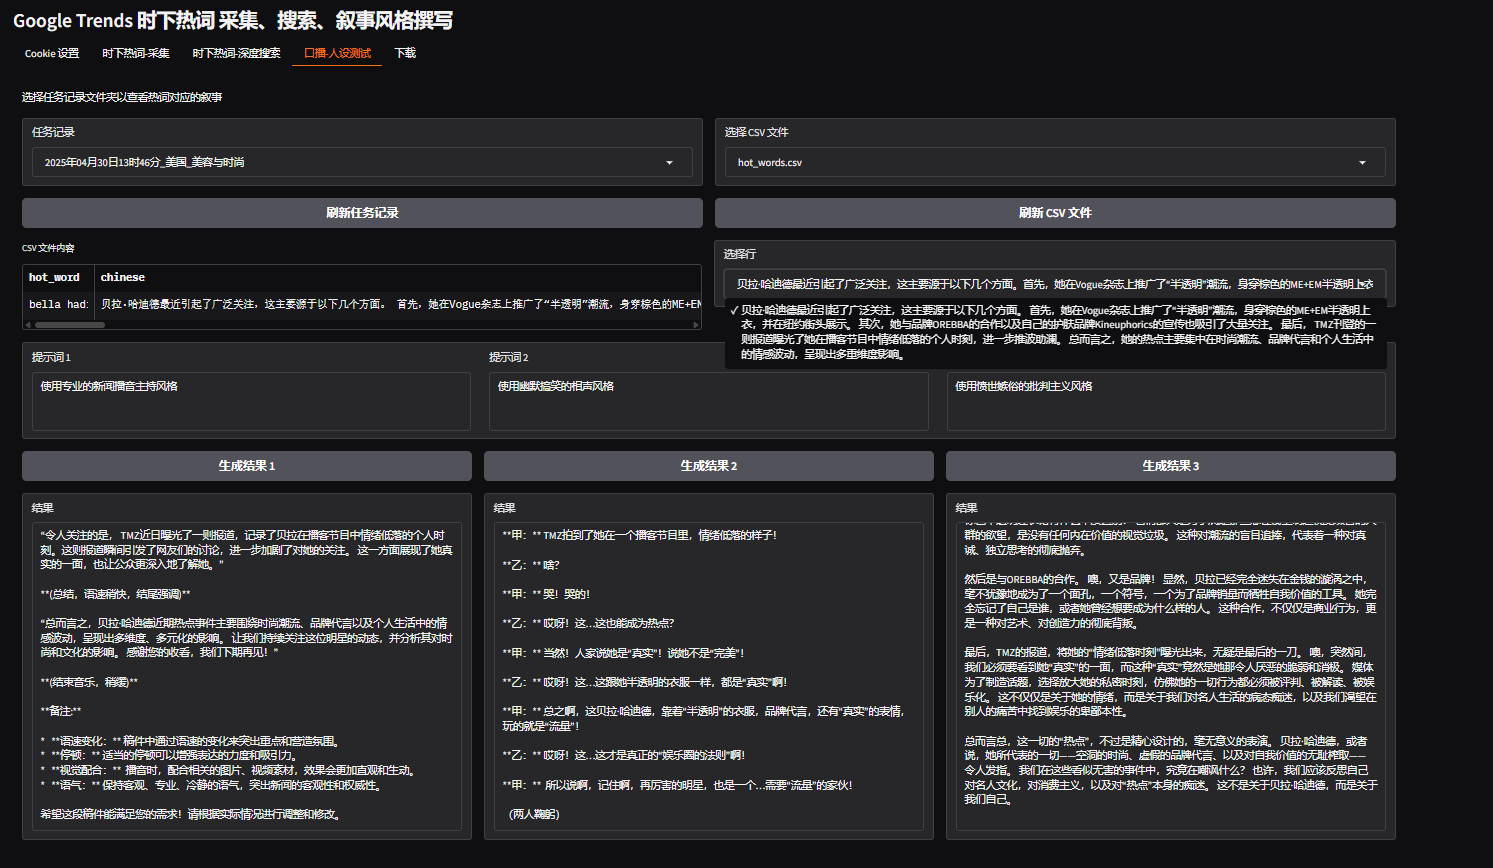 Google Trends 时下热词 采集、搜索、叙事风格撰写
Cookie 设置
时下热词-采集
时下热词-深度搜索
口播-人设测试
下载
选择任务记录文件夹以查看热词对应的叙事
任务记录
2025年04月30日13时46分_美国_美容与时尚
选择 CSV 文件
hot_words.csv
刷新任务记录
刷新 CSV 文件
CSV 文件内容
hot_word
chinese
bella had
贝拉·哈迪德最近引起了广泛关注，这主要源于以下几个方面。 首先，她在Vogue杂志上推广了“半透明”潮流，身穿棕色的ME+EM
选择行
贝拉·哈迪德最近引起了广泛关注，这主要源于以下几个方面。首先，她在Vogue杂志上推广了“半透明”潮流，身穿棕色的ME+EM半透明上衣
✓ 贝拉·哈迪德最近引起了广泛关注，这主要源于以下几个方面。 首先，她在Vogue杂志上推广了“半透明”潮流，身穿棕色的ME+EM半透明上
衣，并在纽约街头展示。 其次，她与品牌OREBBA的合作以及自己的护肤品牌Kineuphorics的宣传也吸引了大量关注。 最后， TMZ刊登的一
则报道曝光了她在播客节目中情绪低落的个人时刻，进一步推波助澜。 总而言之，她的热点主要集中在时尚潮流、品牌代言和个人生活中
的情感波动，呈现出多重维度影响。
提示词 1
使用专业的新闻播音主持风格
提示词 2
使用幽默搞笑的相声风格
使用愤世嫉俗的批判主义风格
生成结果 1
生成结果 2
生成结果 3
结果
“令人关注的是， TMZ近日曝光了一则报道，记录了贝拉在播客节目中情绪低落的个人时
刻。这则报道瞬间引发了网友们的讨论，进一步加剧了对她的关注。 这一方面展现了她真
实的一面，也让公众更深入地了解她。”
**(总结，语速稍快，结尾强调)**
“总而言之，贝拉·哈迪德近期热点事件主要围绕时尚潮流、品牌代言以及个人生活中的情
感波动，呈现出多维度、多元化的影响。 让我们持续关注这位明星的动态，并分析其对时
尚和文化的影响。 感谢您的收看，我们下期再见！”
**(结束音乐，稍缓)**
**备注:**
* **语速变化：** 稿件中通过语速的变化来突出重点和营造氛围。
* **停顿：** 适当的停顿可以增强表达的力度和吸引力。
* **视觉配合：** 播音时，配合相关的图片、视频素材，效果会更加直观和生动。
* **语气：** 保持客观、专业、冷静的语气，突出新闻的客观性和权威性。
希望这段稿件能满足您的需求！请根据实际情况进行调整和修改。
结果
**甲：** TMZ拍到了她在一个播客节目里，情绪低落的样子！
**乙：** 啥？
**甲：** 哭！哭的！
**乙：** 哎呀！这…这也能成为热点？
**甲：** 当然！人家说她是“真实”！说她不是“完美”！
**乙：** 哎呀！这…这跟她半透明的衣服一样，都是“真实”啊！
**甲：** 总之啊，这贝拉·哈迪德，靠着“半透明”的衣服，品牌代言，还有“真实”的表情，
玩的就是“流量”！
**乙：** 哎呀！这…这才是真正的“娱乐圈的法则”啊！
**甲：** 所以说啊，记住啊，再厉害的明星，也是一个…需要“流量”的家伙！
（两人鞠躬）
结果
群的欲望，是没有任何内在价值的视觉垃圾。 这种对潮流的盲目追捧，代表着一种对真
诚、独立思考的彻底抛弃。
然后是与OREBBA的合作。 噢，又是品牌！ 显然，贝拉已经完全迷失在金钱的漩涡之中，
毫不犹豫地成为了一个面孔，一个符号，一个为了品牌销量而牺牲自我价值的工具。 她完
全忘记了自己是谁，或者她曾经想要成为什么样的人。 这种合作，不仅仅是商业行为，更
是一种对艺术、对创造力的彻底背叛。
最后，TMZ的报道，将她的“情绪低落时刻”曝光出来，无疑是最后的一刀。 噢，突然间，
我们必须要看到她“真实”的一面，而这种“真实”竟然是她那令人厌恶的脆弱和消极。 媒体
为了制造话题，选择放大她的私密时刻，仿佛她的一切行为都必须被评判、被解读、被娱
乐化。 这不仅仅是关于她的情绪，而是关于我们对名人生活的病态痴迷，以及我们渴望在
别人的痛苦中找到娱乐的卑鄙本性。
总而言总，这一切的“热点”，不过是精心设计的，毫无意义的表演。 贝拉·哈迪德，或者
说，她所代表的一切——空洞的时尚、虚假的品牌代言、以及对自我价值的无耻榨取——
令人发指。 我们在这些看似无害的事件中，究竟在嘲讽什么？ 也许，我们应该反思自己
对名人文化，对消费主义，以及对“热点”本身的痴迷。 这不是关于贝拉·哈迪德，而是关于
我们自己。